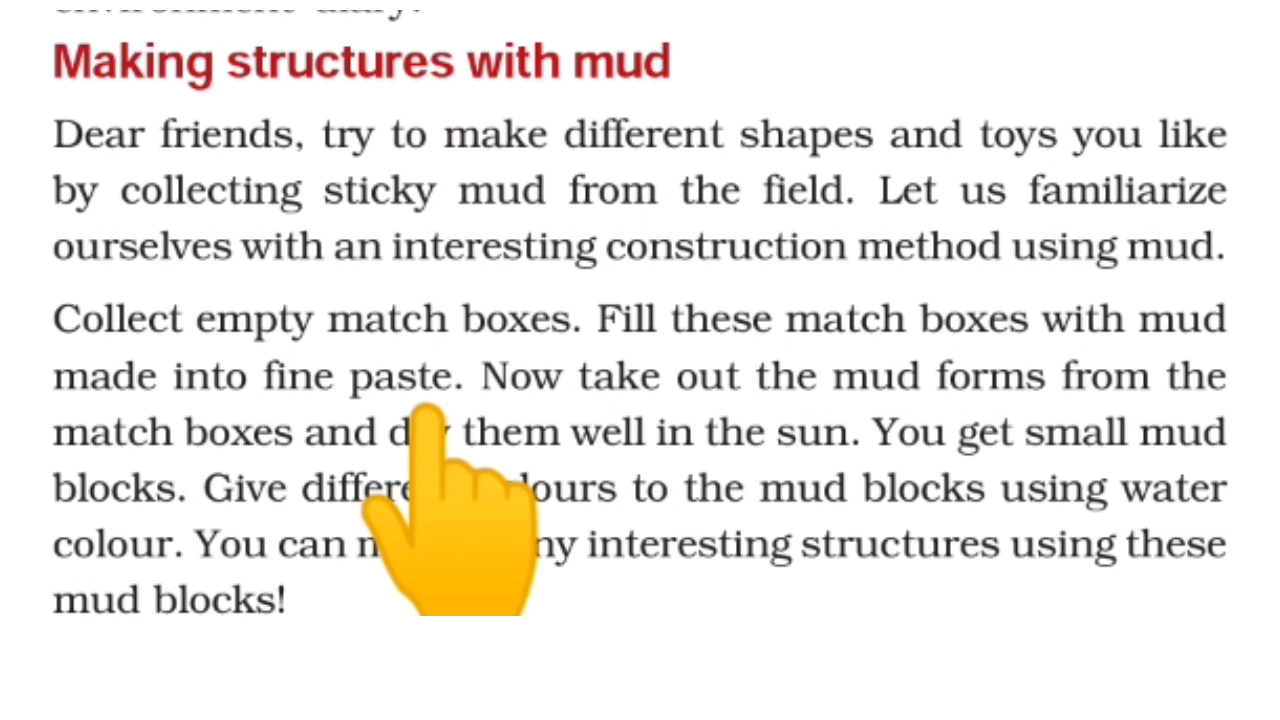 Making structures with mud
Dear friends, try to make different shapes and toys you like
by collecting sticky mud from the field. Let us familiarize
ourselves with an interesting construction method using mud.
Collect empty match boxes. Fill these match boxes with mud
made into fine paste. Now take out the mud forms from the
match boxes and them well in the sun. You get small mud
blocks. Give to the mud blocks using water
colour. You can interesting structures using these
mud blocks!